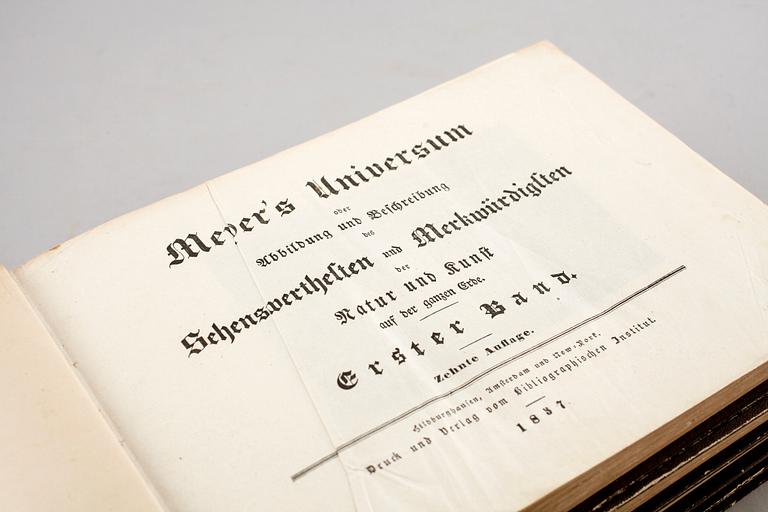 Meyer's Universum
oder
Abbildung und Beschreibung
des
Sehenswerthesten und Merkwürdigsten
der
Natur und Kunst
auf der ganzen Erde.
Erster Band.
Zehnte Auflage.
Hildburghausen, Amsterdam und New-York.
Druck und Verlag vom Bibliographischen Institut.
1837.